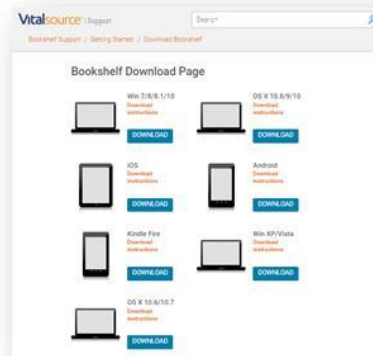 Vitalsource | Support
Search
Bookshelf Support / Getting Started / Download Bookshelf
Bookshelf Download Page
Win 7/8/8.1/10
Download
instructions
DOWNLOAD
OS X 10.8/9/10
Download
instructions
DOWNLOAD
iOS
Download
instructions
DOWNLOAD
Android
Download
instructions
DOWNLOAD
Kindle Fire
Download
instructions
DOWNLOAD
Win XP/Vista
Download
instructions
DOWNLOAD
OS X 10.6/10.7
Download
instructions
DOWNLOAD